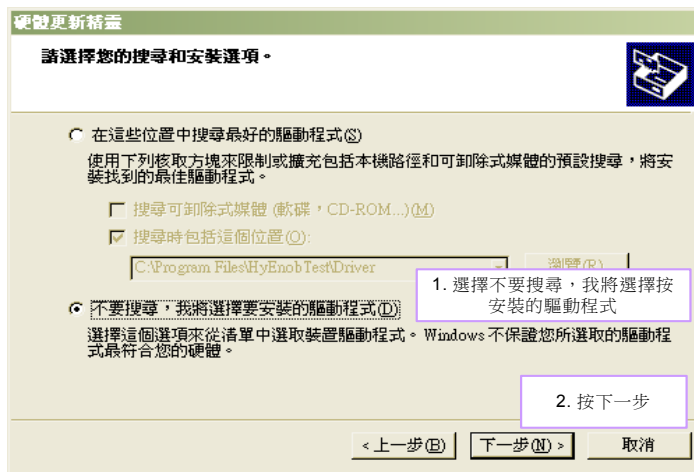 硬體更新精靈
請選擇您的搜尋和安裝選項。
在這些位置中搜尋最好的驅動程式(S)
使用下列核取方塊來限制或擴充包括本機路徑和可卸除式媒體的預設搜尋，將安
裝找到的最佳驅動程式。
搜尋可卸除式媒體 (軟碟，CD-ROM...)(M)
搜尋時包括這個位置(O):
C:\Program Files\HyEnobTest\Driver
瀏覽(R)
1. 選擇不要搜尋，我將選擇按
安裝的驅動程式
不要搜尋，我將選擇要安裝的驅動程式(D)
選擇這個選項來從清單中選取裝置驅動程式。Windows 不保證您所選取的驅動程
式最符合您的硬體。
2. 按下一步
< 上一步(B)
下一步(N) >
取消